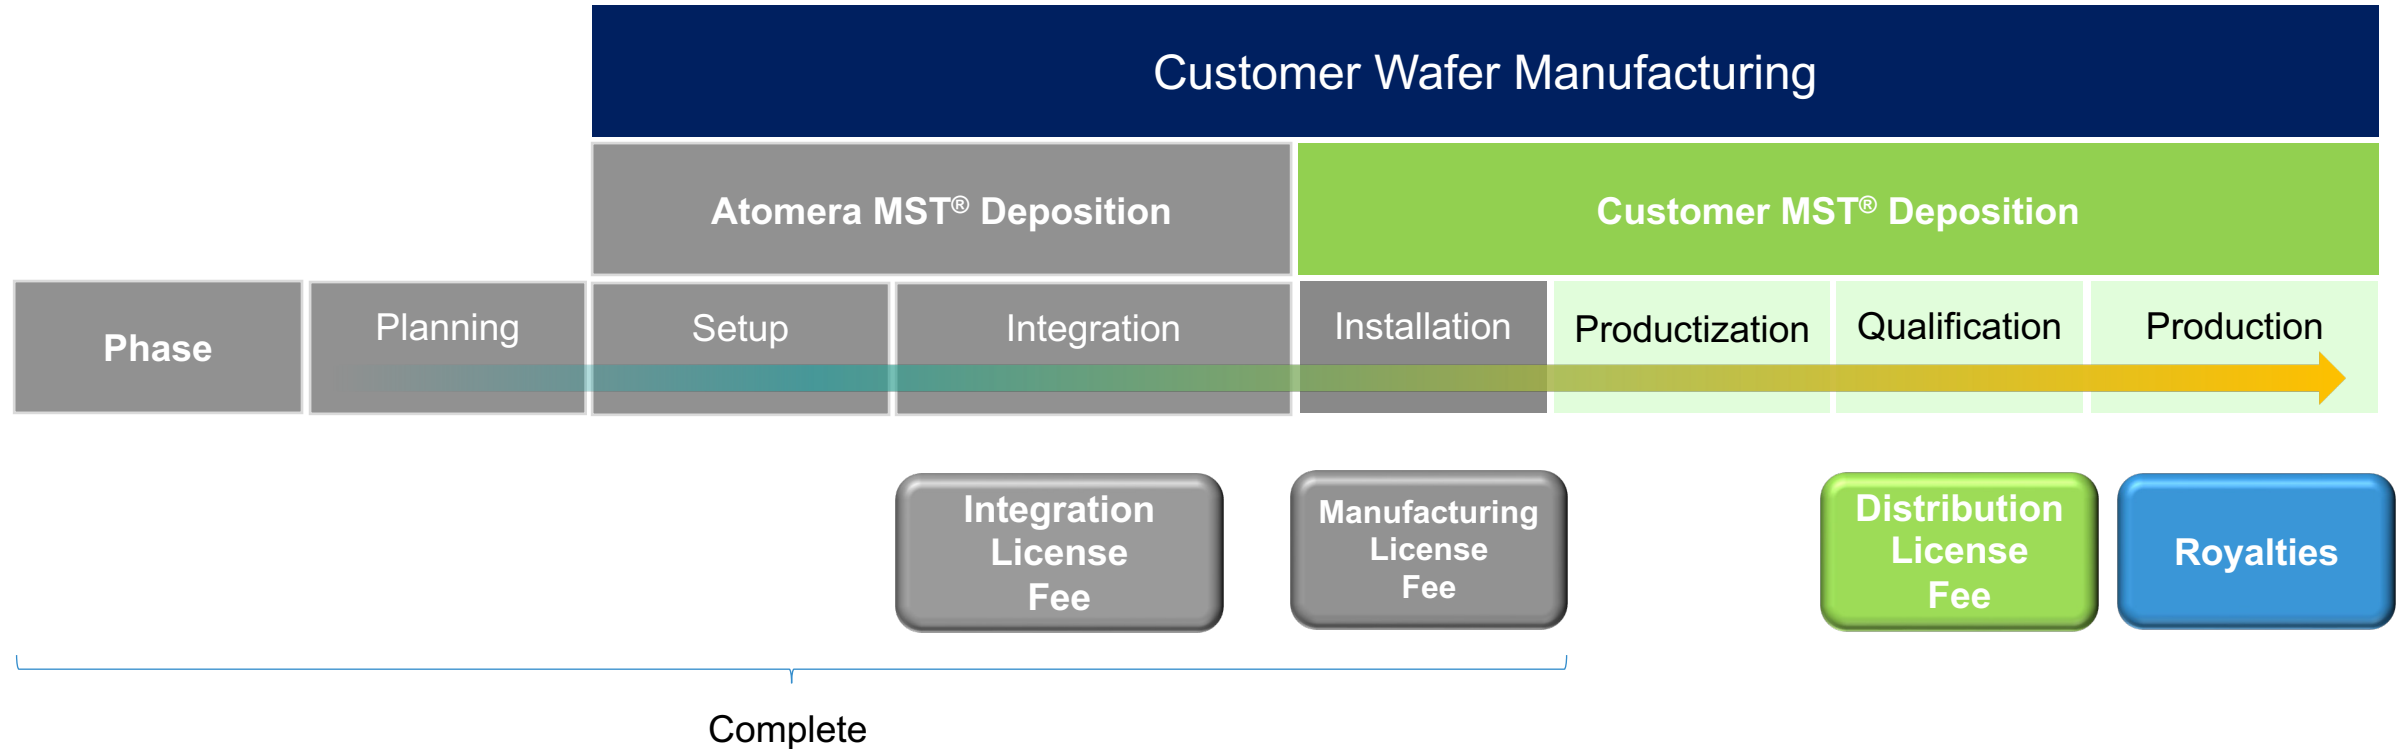 Customer Wafer Manufacturing
Atomera MST® Deposition
Customer MST® Deposition
Phase
Planning
Setup
Integration
Installation
Productization
Qualification
Production
Integration
License
Fee
Manufacturing
License
Fee
Distribution
License
Fee
Royalties
Complete